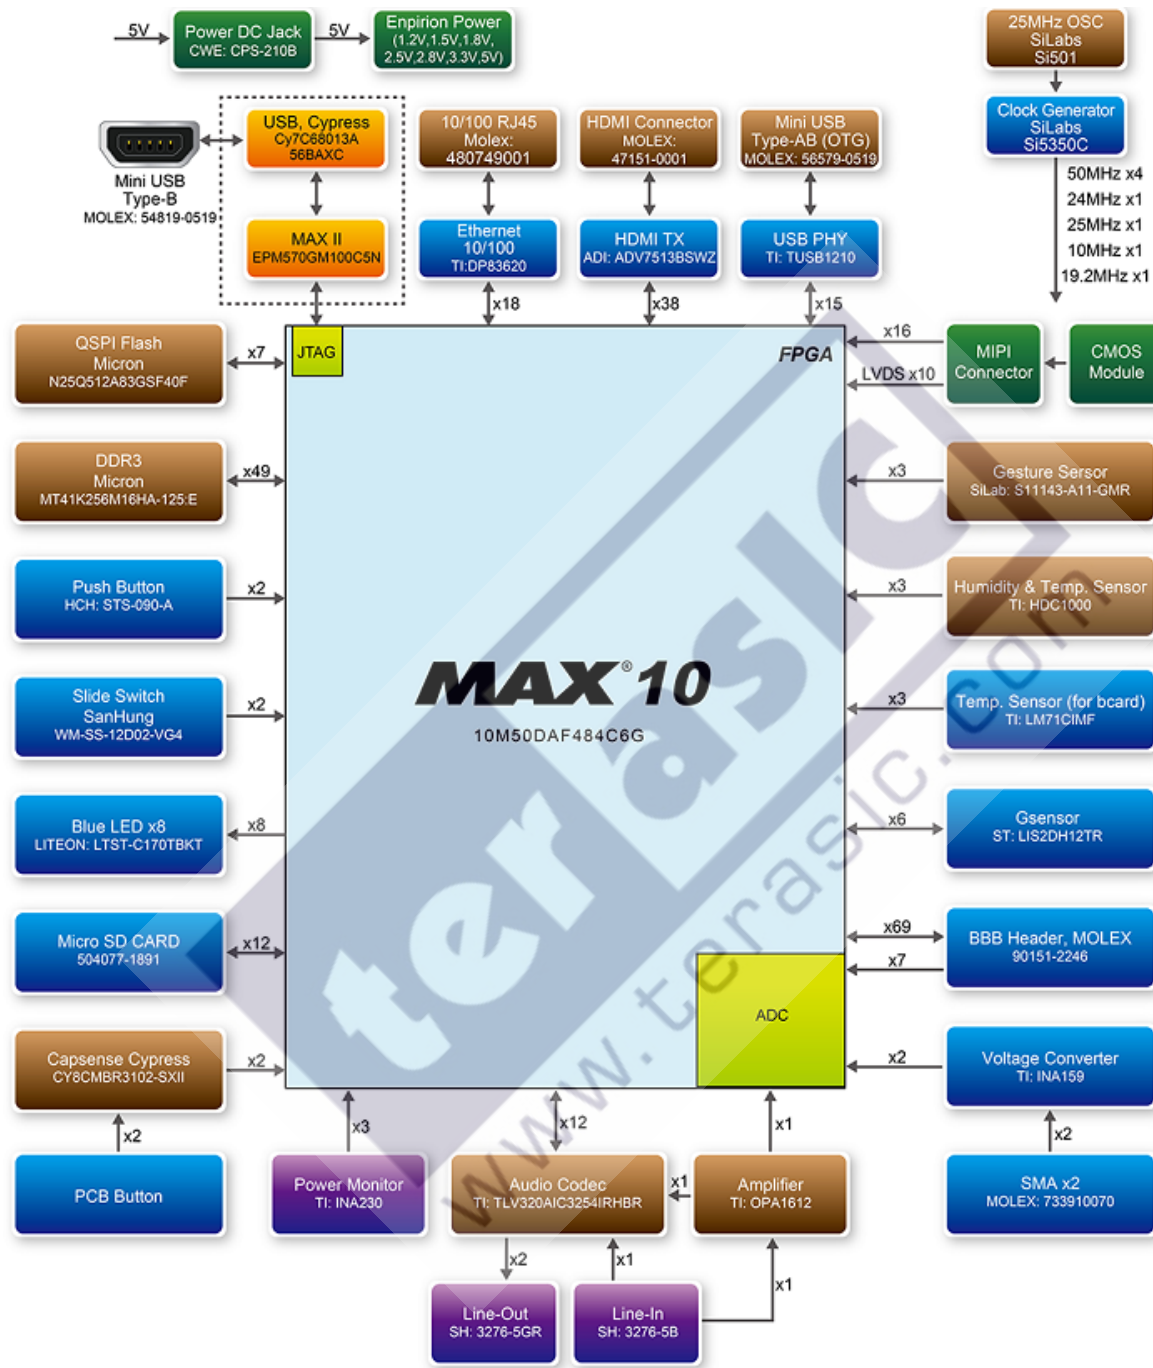 5V
Power DC Jack
CWE: CPS-210B
5V
Enpirion Power
(1.2V,1.5V,1.8V,
2.5V,2.8V,3.3V,5V)
25MHz OSC
SiLabs
Si501
Clock Generator
SiLabs
Si5350C
50MHz x4
24MHz x1
25MHz x1
10MHz x1
19.2MHz x1
Mini USB
Type-B
MOLEX: 54819-0519
USB, Cypress
Cy7C68013A
56BAXC
MAX II
EPM570GM100C5N
10/100 RJ45
Molex:
480749001
Ethernet
10/100
TI:DP83620
x18
HDMI Connector
MOLEX:
47151-0001
HDMI TX
ADI: ADV7513BSWZ
x38
Mini USB
Type-AB (OTG)
MOLEX: 56579-0519
USB PHY
TI: TUSB1210
x15
JTAG
FPGA
MAX® 10
10M50DAF484C6G
ADC
QSPI Flash
Micron
N25Q512A83GSF40F
x7
DDR3
Micron
MT41K256M16HA-125:E
x49
Push Button
HCH: STS-090-A
x2
Slide Switch
SanHung
WM-SS-12D02-VG4
x2
Blue LED x8
LITEON: LTST-C170TBKT
x8
Micro SD CARD
504077-1891
x12
Capsense Cypress
CY8CMBR3102-SXII
x2
x2
PCB Button
x16
LVDS x10
MIPI
Connector
CMOS
Module
x3
Gesture Sersor
SiLab: S11143-A11-GMR
x3
Humidity & Temp. Sensor
TI: HDC1000
x3
Temp. Sensor (for bcard)
TI: LM71CIMF
x6
Gsensor
ST: LIS2DH12TR
x69
x7
BBB Header, MOLEX
90151-2246
x2
Voltage Converter
TI: INA159
x2
SMA x2
MOLEX: 733910070
x3
Power Monitor
TI: INA230
x12
Audio Codec
TI: TLV320AIC3254IRHBR
x1
x1
Amplifier
TI: OPA1612
x2
x1
x1
Line-Out
SH: 3276-5GR
Line-In
SH: 3276-5B
terasic
www.terasic.com